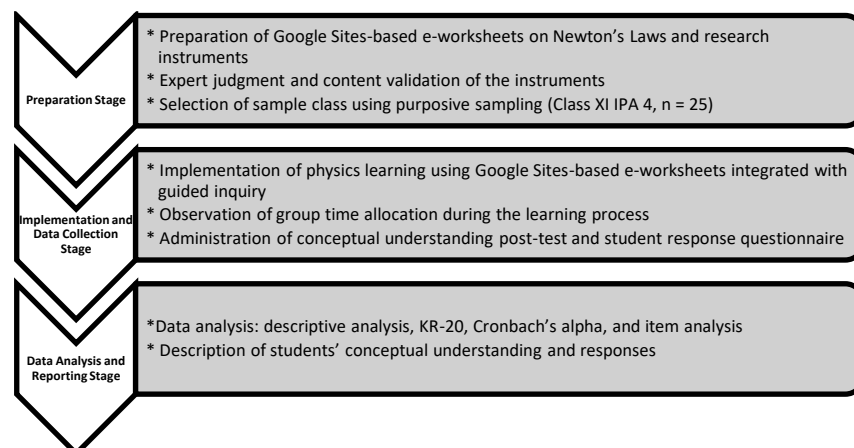 Preparation Stage
* Preparation of Google Sites-based e-worksheets on Newton's Laws and research
instruments
* Expert judgment and content validation of the instruments
* Selection of sample class using purposive sampling (Class XI IPA 4, n = 25)
Implementation and
Data Collection
Stage
* Implementation of physics learning using Google Sites-based e-worksheets integrated with
guided inquiry
* Observation of group time allocation during the learning process
* Administration of conceptual understanding post-test and student response questionnaire
Data Analysis and
Reporting Stage
*Data analysis: descriptive analysis, KR-20, Cronbach's alpha, and item analysis
* Description of students' conceptual understanding and responses